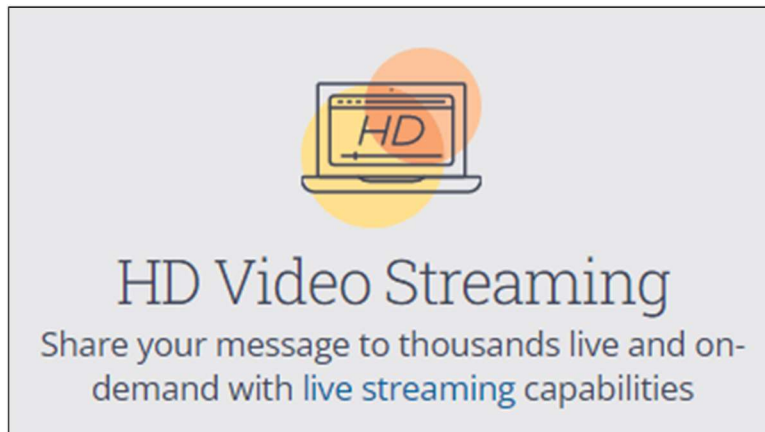 HD
HD Video Streaming
Share your message to thousands live and on-
demand with live streaming capabilities